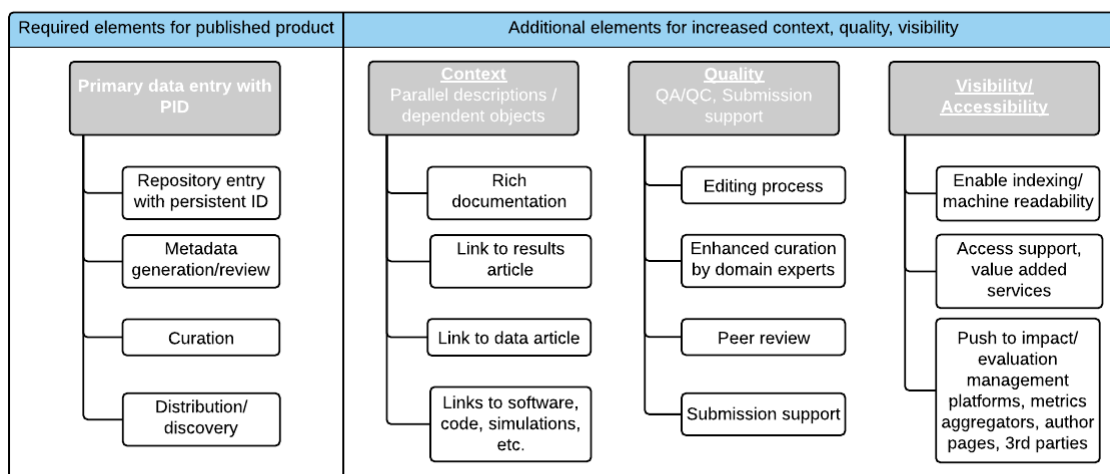 Required elements for published product
Additional elements for increased context, quality, visibility
Primary data entry with
PID
Repository entry
with persistent ID
Metadata
generation/review
Curation
Distribution/
discovery
Context
Parallel descriptions /
dependent objects
Rich
documentation
Link to results
article
Link to data article
Links to software,
code, simulations,
etc.
Quality
QA/QC, Submission
support
Editing process
Enhanced curation
by domain experts
Peer review
Submission support
Visibility/
Accessibility
Enable indexing/
machine readability
Access support,
value added
services
Push to impact/
evaluation
management
platforms, metrics
aggregators, author
pages, 3rd parties